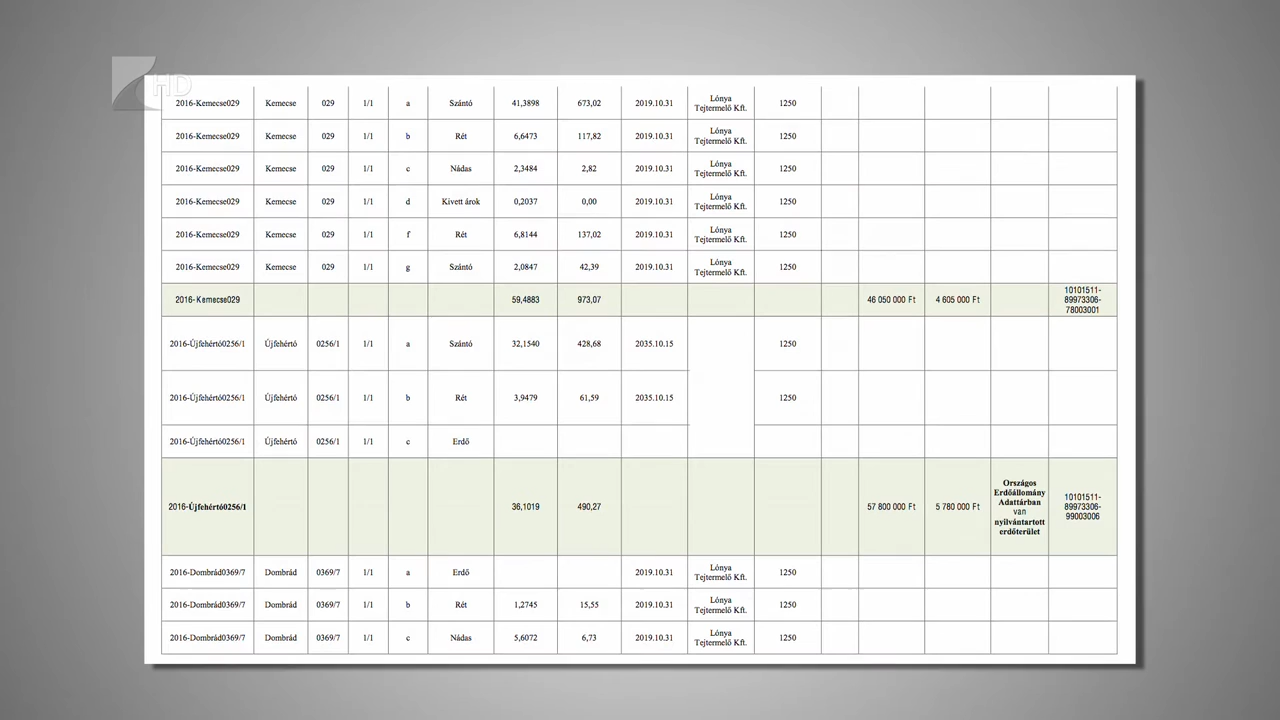 HD
2016-Kemecse029 Kemecse 029 1/1 a Szántó 41,3898 673,02 2019.10.31 Lónya Tejtermelő Kft. 1250
2016-Kemecse029 Kemecse 029 1/1 b Rét 6,6473 117,82 2019.10.31 Lónya Tejtermelő Kft. 1250
2016-Kemecse029 Kemecse 029 1/1 c Nádas 2,3484 2,82 2019.10.31 Lónya Tejtermelő Kft. 1250
2016-Kemecse029 Kemecse 029 1/1 d Kivett árok 0,2037 0,00 2019.10.31 Lónya Tejtermelő Kft. 1250
2016-Kemecse029 Kemecse 029 1/1 f Rét 6,8144 137,02 2019.10.31 Lónya Tejtermelő Kft. 1250
2016-Kemecse029 Kemecse 029 1/1 g Szántó 2,0847 42,39 2019.10.31 Lónya Tejtermelő Kft. 1250
2016-Kemecse029 59,4883 973,07 46 050 000 Ft 4 605 000 Ft 10101511-89973306-78003001
2016-Újfehértó0256/1 Újfehértó 0256/1 1/1 a Szántó 32,1540 428,68 2035.10.15 1250
2016-Újfehértó0256/1 Újfehértó 0256/1 1/1 b Rét 3,9479 61,59 2035.10.15 1250
2016-Újfehértó0256/1 Újfehértó 0256/1 1/1 c Erdő
2016-Újfehértó0256/1 36,1019 490,27 57 800 000 Ft 5 780 000 Ft Országos Erdőállomány Adattárban van nyilvántartott erdőterület 10101511-89973306-99003006
2016-Dombrád0369/7 Dombrád 0369/7 1/1 a Erdő 2019.10.31 Lónya Tejtermelő Kft. 1250
2016-Dombrád0369/7 Dombrád 0369/7 1/1 b Rét 1,2745 15,55 2019.10.31 Lónya Tejtermelő Kft. 1250
2016-Dombrád0369/7 Dombrád 0369/7 1/1 c Nádas 5,6072 6,73 2019.10.31 Lónya Tejtermelő Kft. 1250